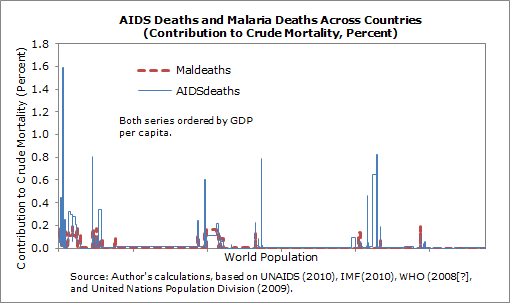 AIDS Deaths and Malaria Deaths Across Countries
(Contribution to Crude Mortality, Percent)
Contribution to Crude Mortality (Percent)
1.8
1.6
1.4
1.2
1.0
0.8
0.6
0.4
0.2
0.0
Maldeaths
AIDSdeaths
Both series ordered by GDP
per capita.
World Population
Source: Author's calculations, based on UNAIDS (2010), IMF(2010), WHO (2008[?],
and United Nations Population Division (2009).